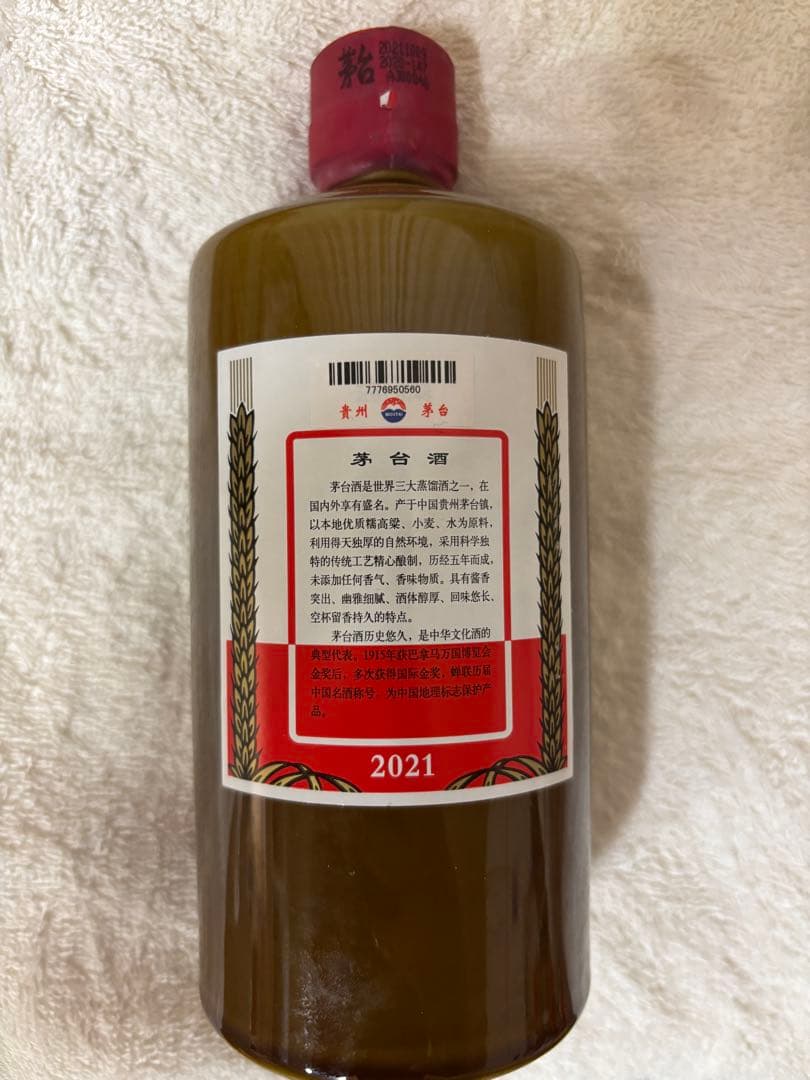 茅台
7776950560
貴州 MOUTAI 茅台
茅台酒
茅台酒是世界三大蒸馏酒之一，在
国内外享有盛名。产于中国贵州茅台镇，
以本地优质糯高粱、小麦、水为原料，
利用得天独厚的自然环境，采用科学独
特的传统工艺精心酿制，历经五年而成，
未添加任何香气、香味物质。具有酱香
突出、幽雅细腻、酒体醇厚、回味悠长、
空杯留香持久的特点。
茅台酒历史悠久，是中华文化酒的
典型代表。1915年获巴拿马万国博览会
金奖后，多次获得国际金奖，蝉联历届
中国名酒称号，为中国地理标志保护产
品。
2021